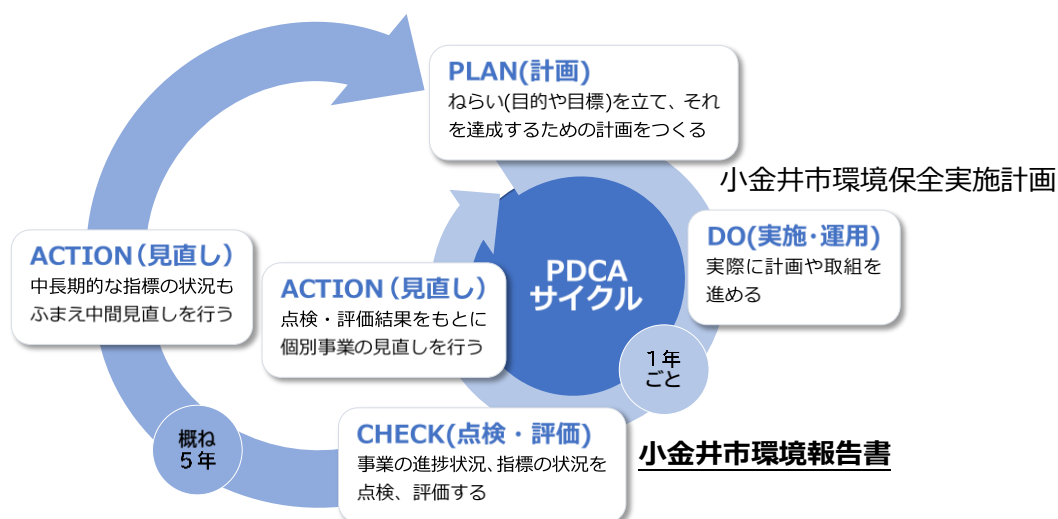 PLAN(計画)
ねらい(目的や目標)を立て、それ
を達成するための計画をつくる
小金井市環境保全実施計画
DO(実施・運用)
実際に計画や取組を
進める
PDCA
サイクル
1年
ごと
ACTION(見直し)
中長期的な指標の状況も
ふまえ中間見直しを行う
ACTION(見直し)
点検・評価結果をもとに
個別事業の見直しを行う
概ね
5年
CHECK(点検・評価)
事業の進捗状況、指標の状況を
点検、評価する
小金井市環境報告書